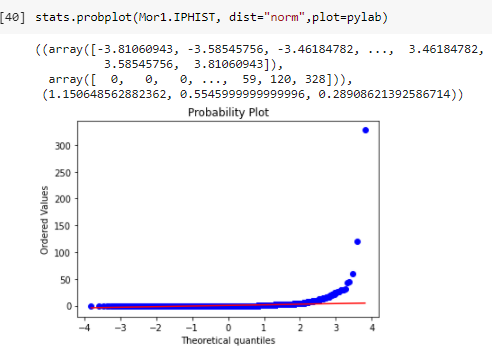 [40] stats.probplot(Mor1.IPHIST, dist="norm",plot=pylab)
((array([-3.81060943, -3.58545756, -3.46184782, ...,  3.46184782,
3.58545756,  3.81060943]),
array([  0,   0,   0, ...,  59, 120, 328])),
(1.150648562882362, 0.5545999999999996, 0.28908621392586714))
Probability Plot
300
250
200
150
100
50
0
Ordered Values
−4 −3 −2 −1 0 1 2 3 4
Theoretical quantiles